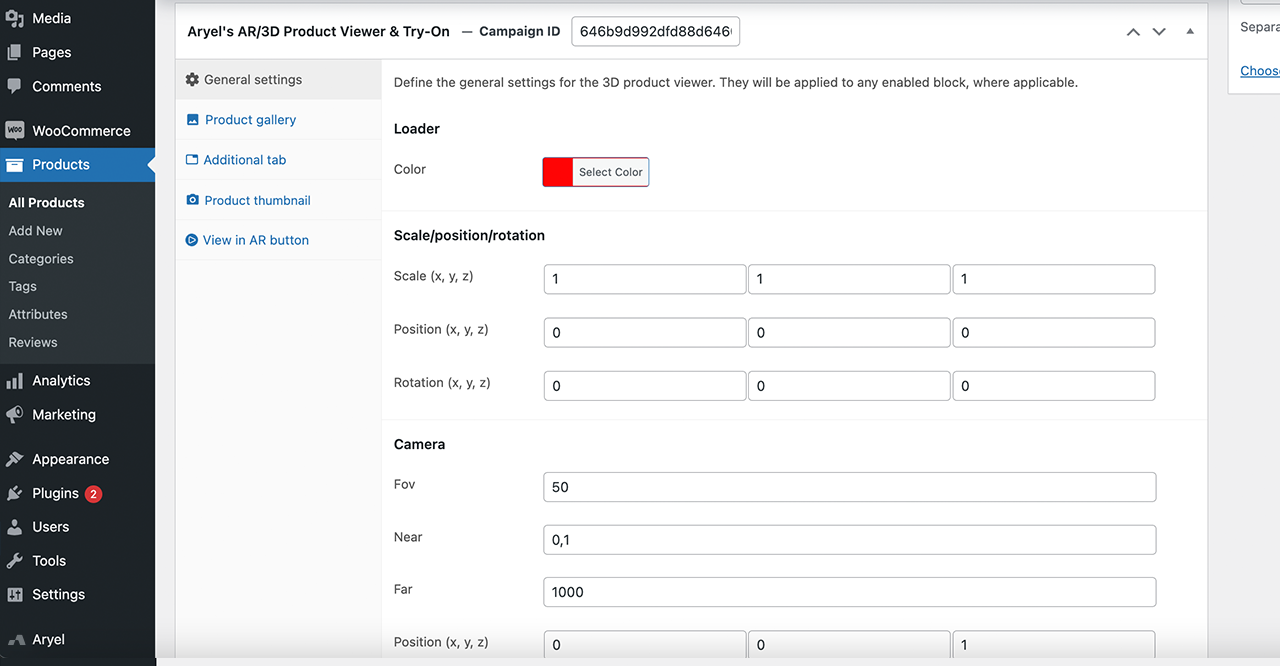 Media
Pages
Comments
WOO WooCommerce
Products
All Products
Add New
Categories
Tags
Attributes
Reviews
Analytics
Marketing
Appearance
Plugins 2
Users
Tools
Settings
Aryel
Aryel's AR/3D Product Viewer & Try-On — Campaign ID 646b9d992dfd88d646
General settings
Product gallery
Additional tab
Product thumbnail
View in AR button
Define the general settings for the 3D product viewer. They will be applied to any enabled block, where applicable.
Loader
Color Select Color
Scale/position/rotation
Scale (x, y, z) 1 1 1
Position (x, y, z) 0 0 0
Rotation (x, y, z) 0 0 0
Camera
Fov 50
Near 0,1
Far 1000
Position (x, y, z) 0 0 1
Separa
Choos